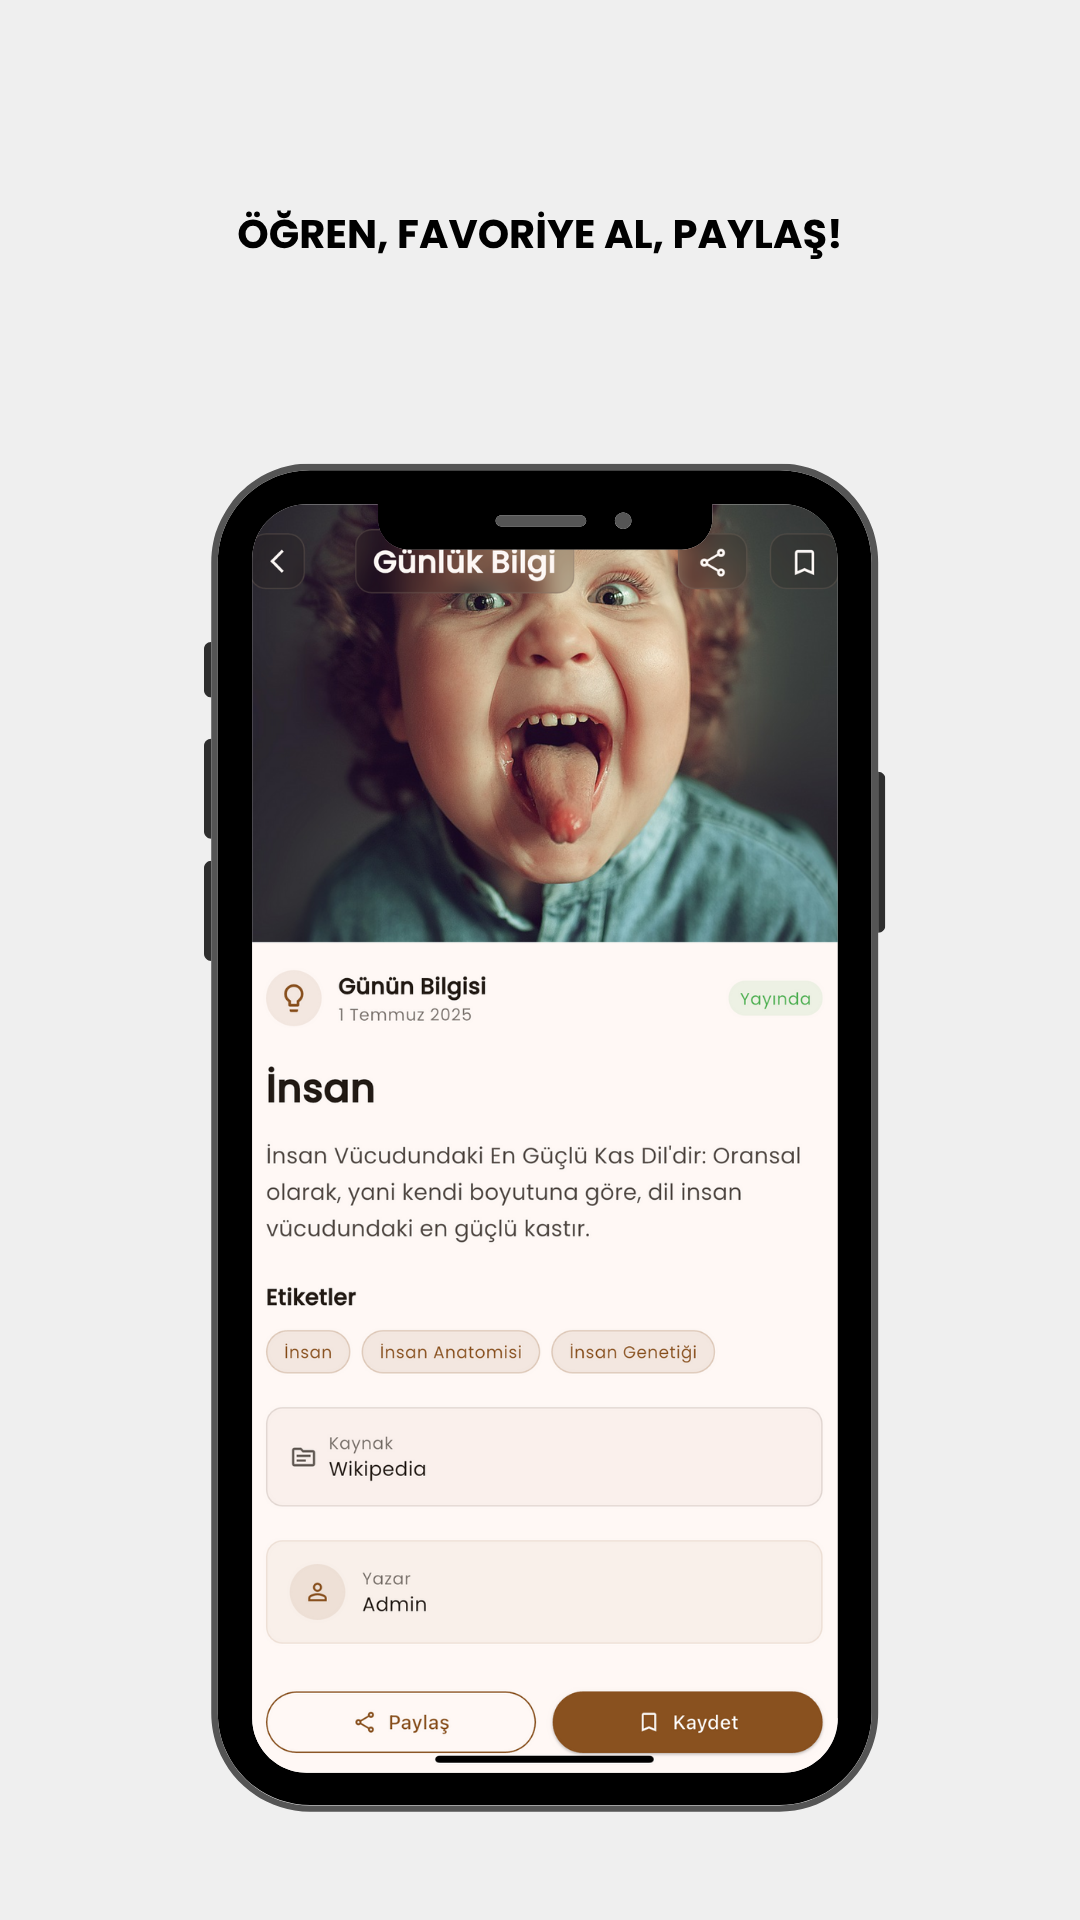 ÖĞREN, FAVORİYE AL, PAYLAŞ!
Günlük Bilgi
Günün Bilgisi
1 Temmuz 2025
Yayında
İnsan
İnsan Vücudundaki En Güçlü Kas Dil'dir: Oransal
olarak, yani kendi boyutuna göre, dil insan
vücudundaki en güçlü kastır.
Etiketler
İnsan
İnsan Anatomisi
İnsan Genetiği
Kaynak
Wikipedia
Yazar
Admin
Paylaş
Kaydet